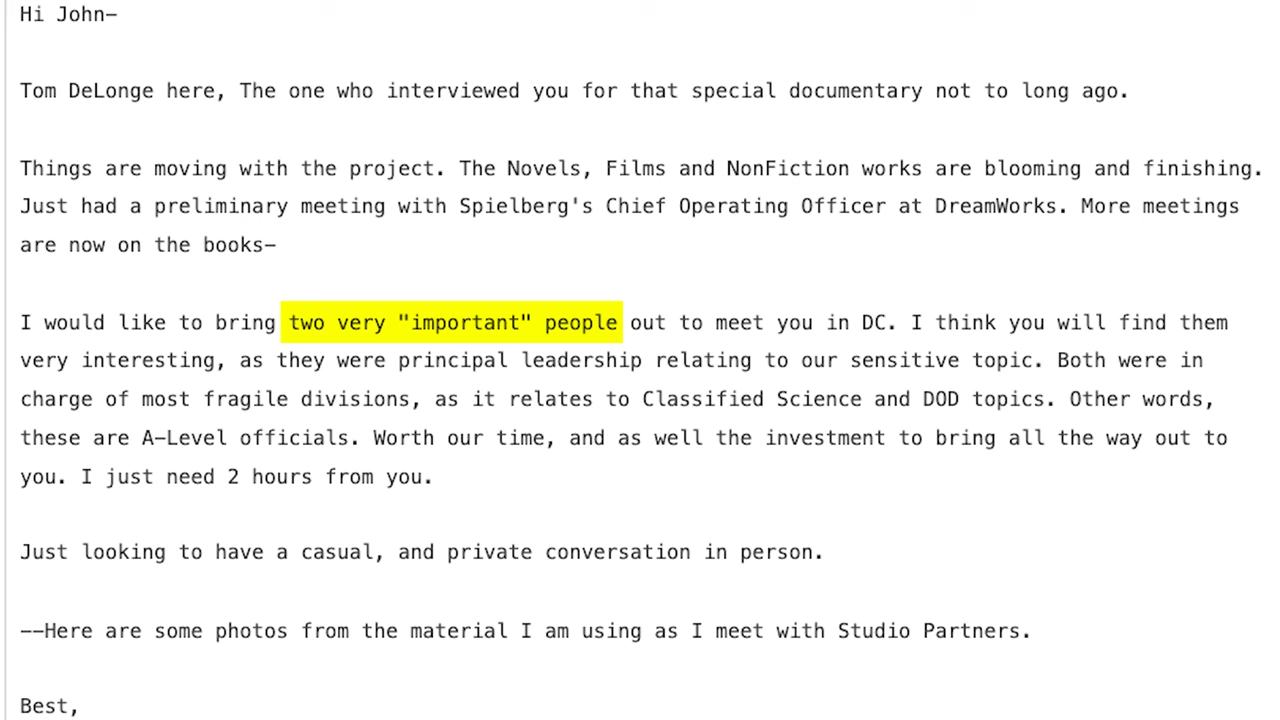 Hi John-
Tom DeLonge here, The one who interviewed you for that special documentary not to long ago.
Things are moving with the project. The Novels, Films and NonFiction works are blooming and finishing.
Just had a preliminary meeting with Spielberg's Chief Operating Officer at DreamWorks. More meetings
are now on the books-
I would like to bring two very "important" people out to meet you in DC. I think you will find them
very interesting, as they were principal leadership relating to our sensitive topic. Both were in
charge of most fragile divisions, as it relates to Classified Science and DOD topics. Other words,
these are A-Level officials. Worth our time, and as well the investment to bring all the way out to
you. I just need 2 hours from you.
Just looking to have a casual, and private conversation in person.
--Here are some photos from the material I am using as I meet with Studio Partners.
Best,